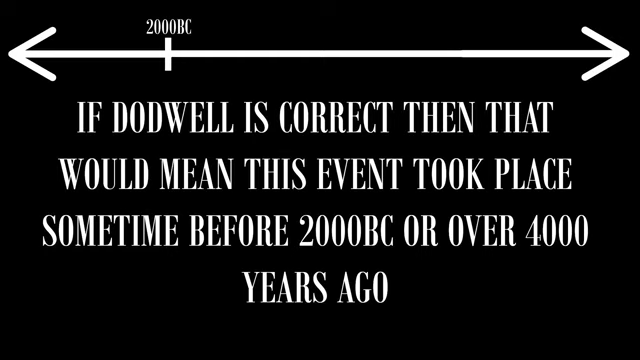 2000BC
IF DODWELL IS CORRECT THEN THAT
WOULD MEAN THIS EVENT TOOK PLACE
SOMETIME BEFORE 2000BC OR OVER 4000
YEARS AGO